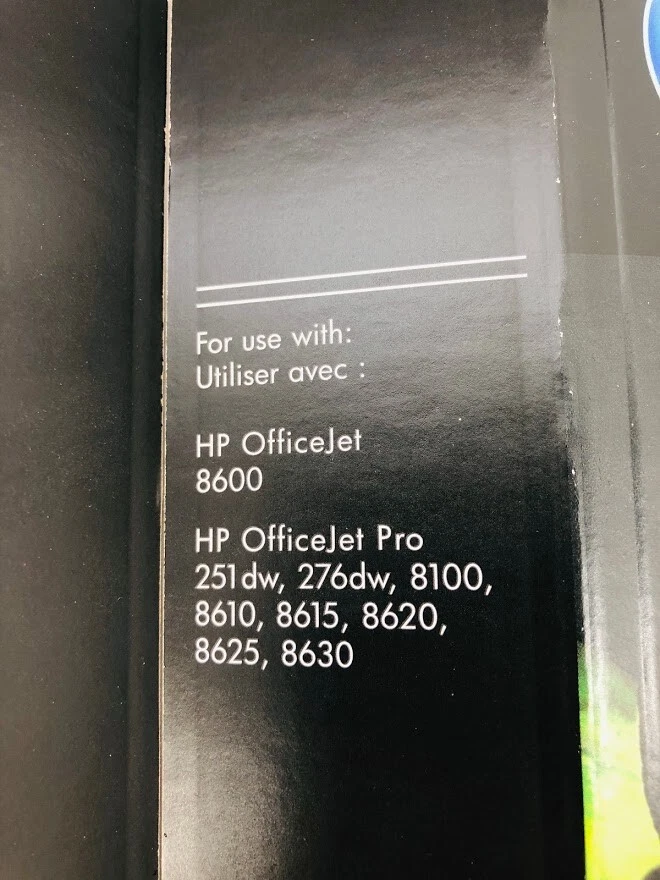 For use with:
Utiliser avec :
HP OfficeJet
8600
HP OfficeJet Pro
251dw, 276dw, 8100,
8610, 8615, 8620,
8625, 8630